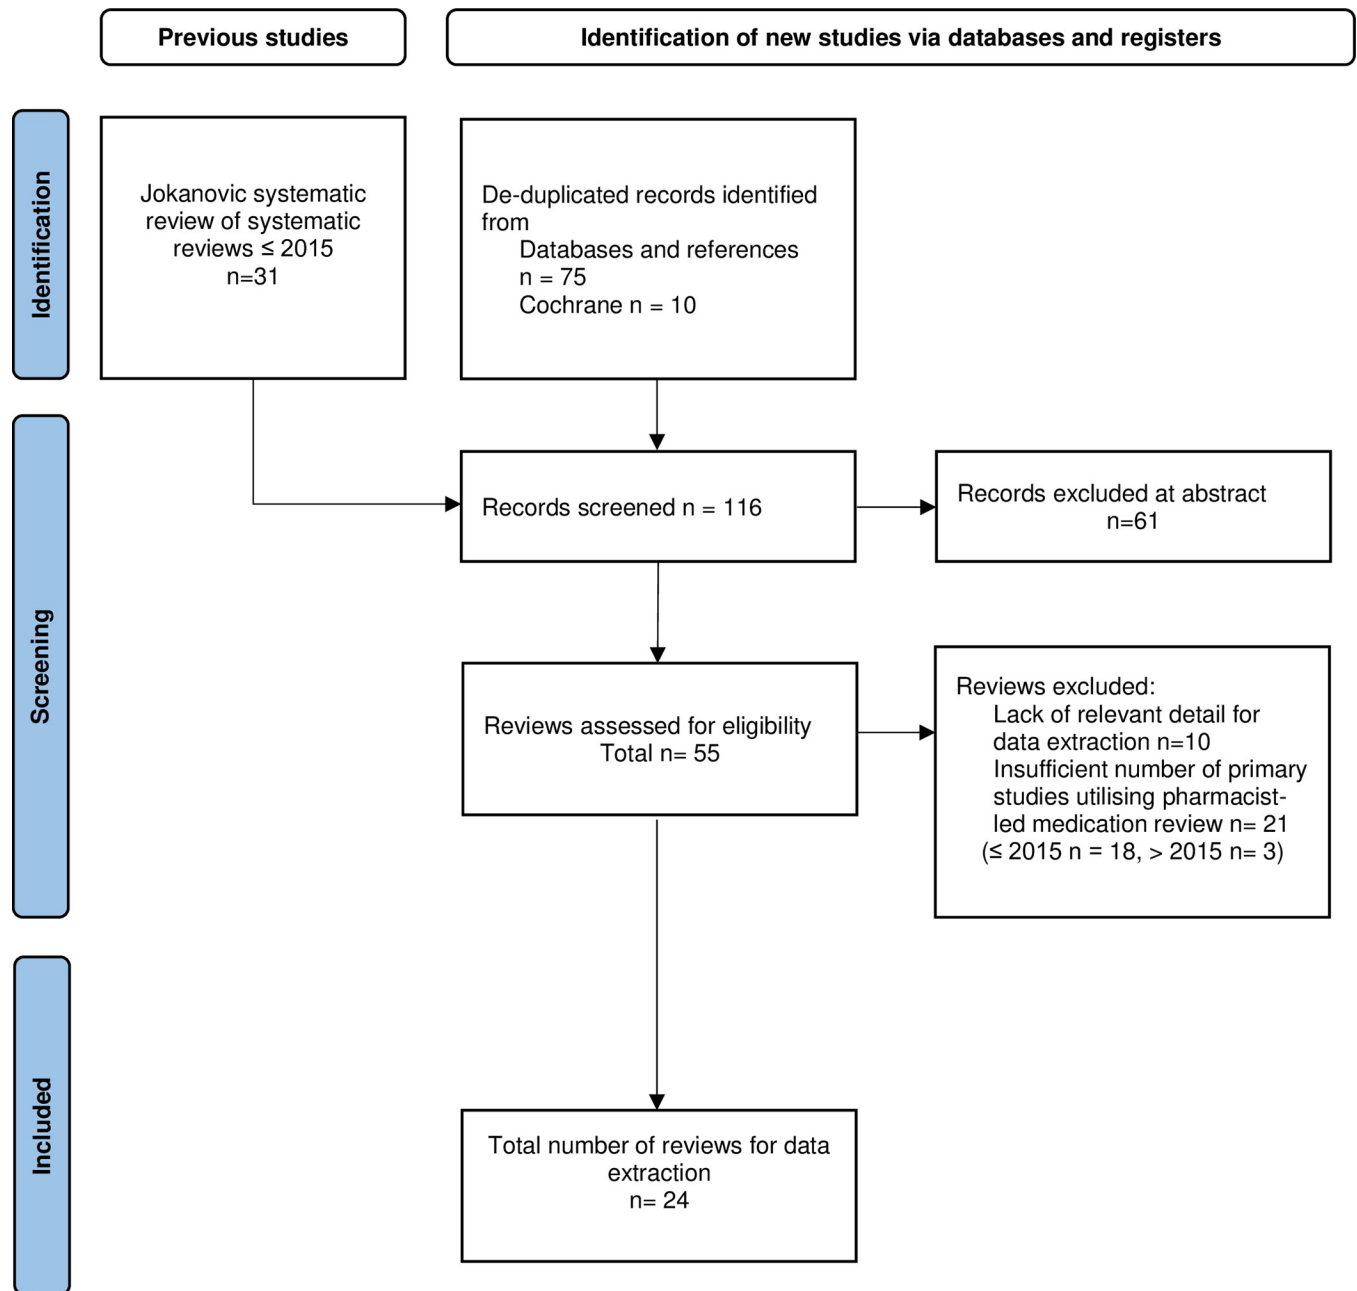 Previous studies
Identification of new studies via databases and registers
Identification
Jokanovic systematic
review of systematic
reviews ≤ 2015
n=31
De-duplicated records identified
from
Databases and references
n = 75
Cochrane n = 10
Screening
Records screened n = 116
Records excluded at abstract
n=61
Reviews assessed for eligibility
Total n= 55
Reviews excluded:
Lack of relevant detail for
data extraction n=10
Insufficient number of primary
studies utilising pharmacist-
led medication review n= 21
(≤ 2015 n = 18, > 2015 n= 3)
Included
Total number of reviews for data
extraction
n= 24